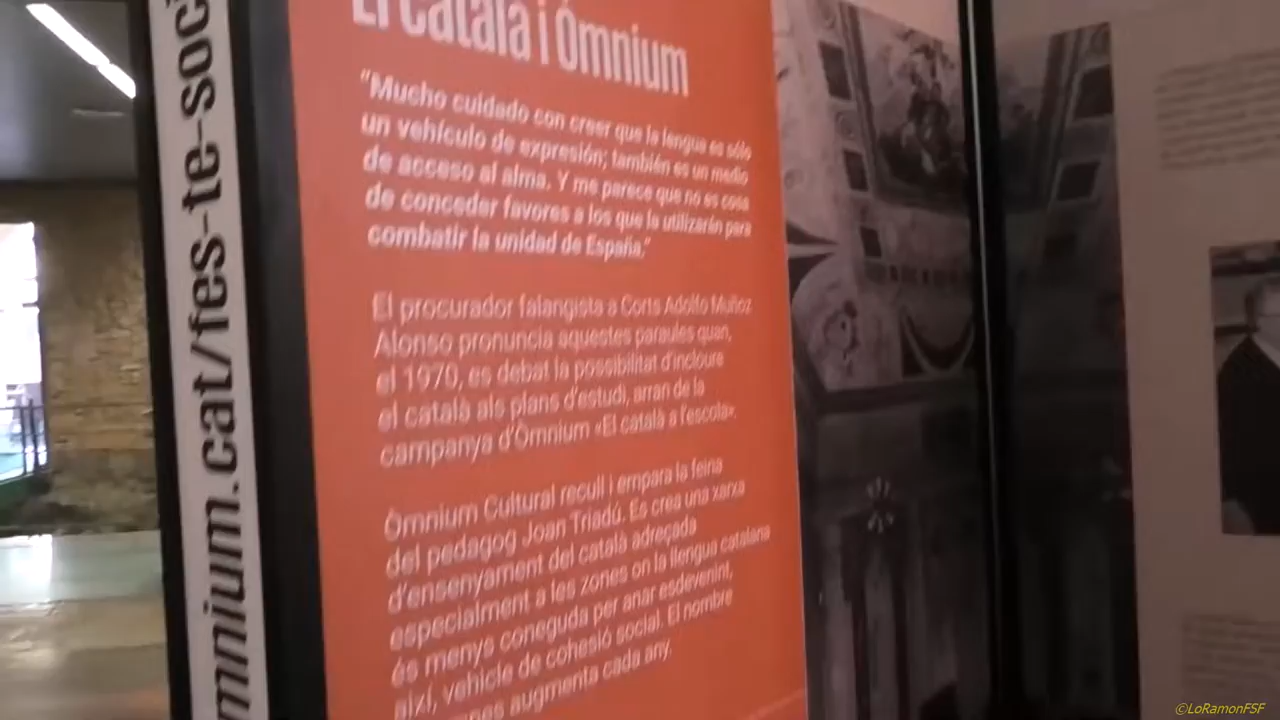 omnium.cat/fes-te-soci
El Català i Òmnium
“Mucho cuidado con creer que la lengua es sólo
un vehículo de expresión; también es un medio
de acceso al alma. Y me parece que no es cosa
de conceder favores a los que la utilizarán para
combatir la unidad de España.”
El procurador falangista a Corts Adolfo Muñoz
Alonso pronuncia aquestes paraules quan,
el 1970, es debat la possibilitat d'incloure
el català als plans d'estudi, arran de la
campanya d'Òmnium «El català a l'escola».
Òmnium Cultural recull i empara la feina
del pedagog Joan Triadú. Es crea una xarxa
d'ensenyament del català adreçada
especialment a les zones on la llengua catalana
és menys coneguda per anar esdevenint,
així, vehicle de cohesió social. El nombre
augmenta cada any.
©LoRamonFSF